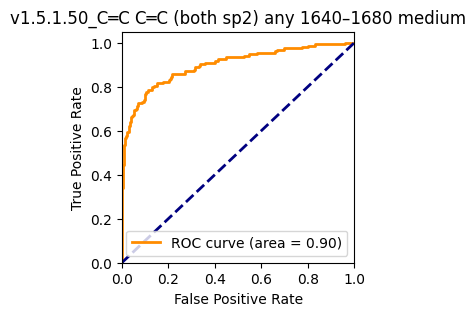 v1.5.1.50_C═C C═C (both sp2) any 1640–1680 medium
1.0
0.8
0.6
0.4
0.2
0.0
True Positive Rate
ROC curve (area = 0.90)
0.0 0.2 0.4 0.6 0.8 1.0
False Positive Rate